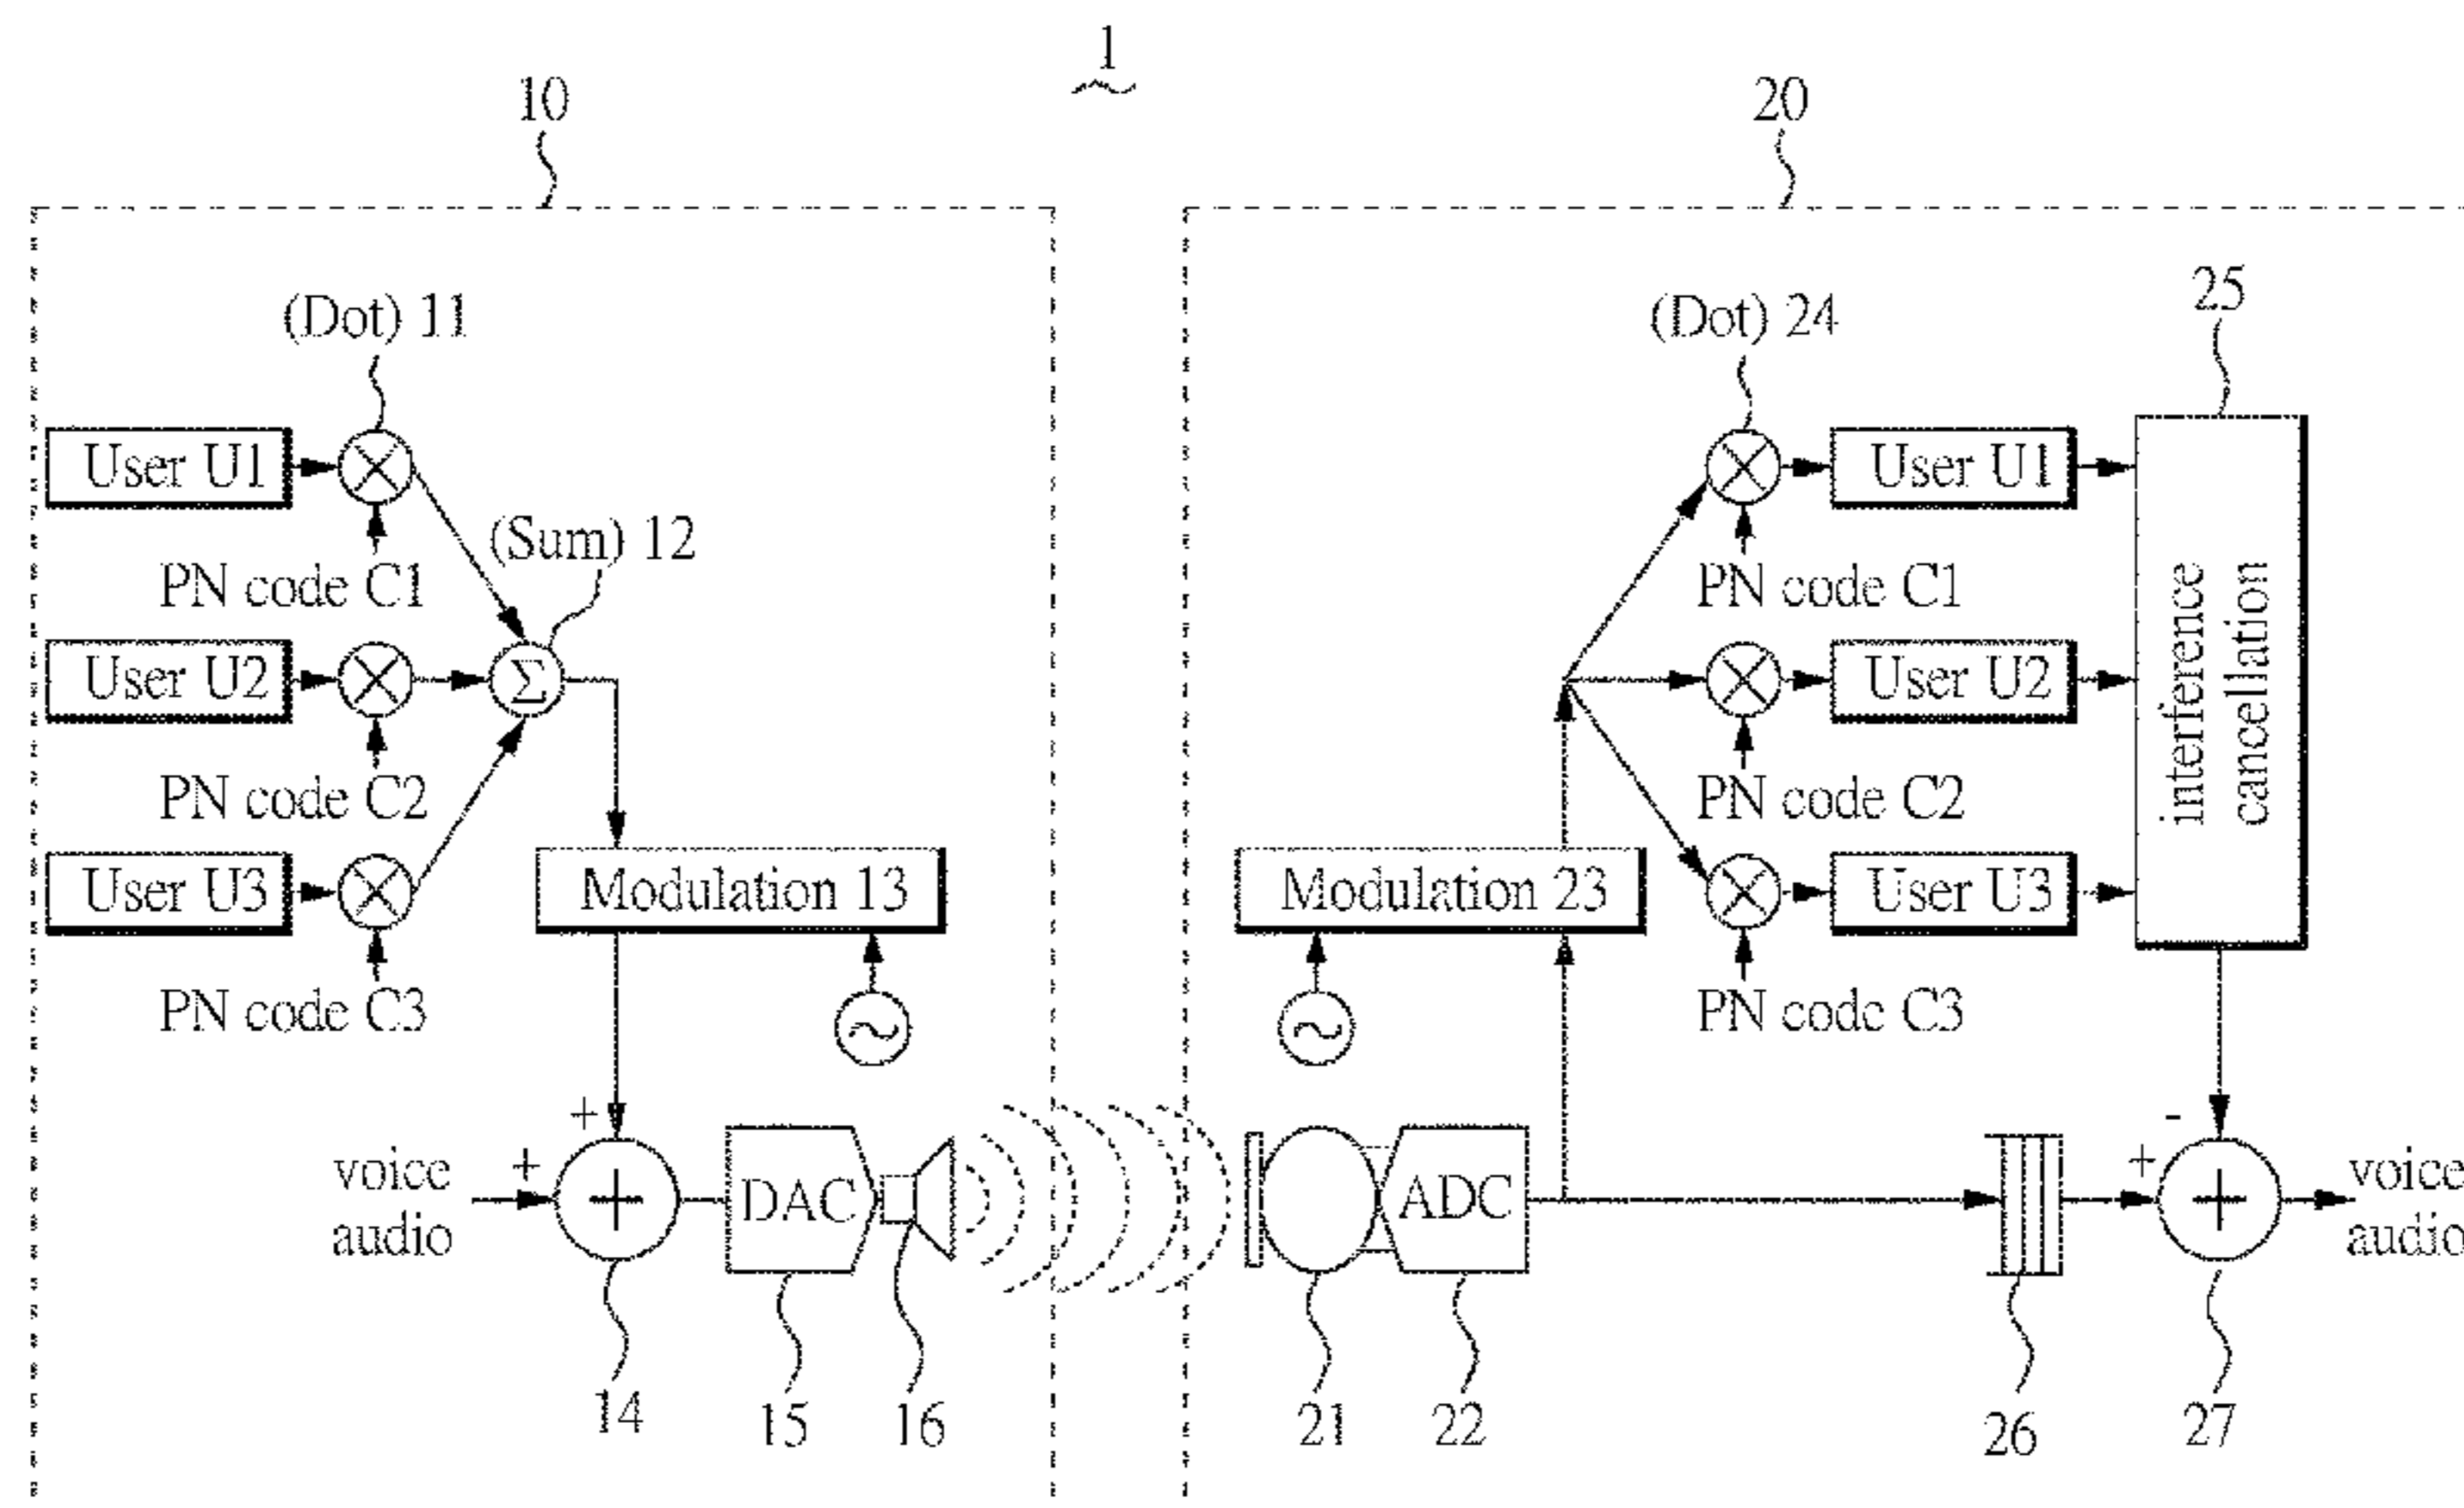 1
10
20
(Dot) 11
(Dot) 24
25
User U1
PN code C1
(Sum) 12
User U2
Σ
PN code C2
User U3
PN code C3
Modulation 13
voice
audio
+
+
+
DAC
14
15
16
User U1
PN code C1
User U2
PN code C2
User U3
PN code C3
interference
cancellation
Modulation 23
ADC
-
+
+
voice
audio
21
22
26
27